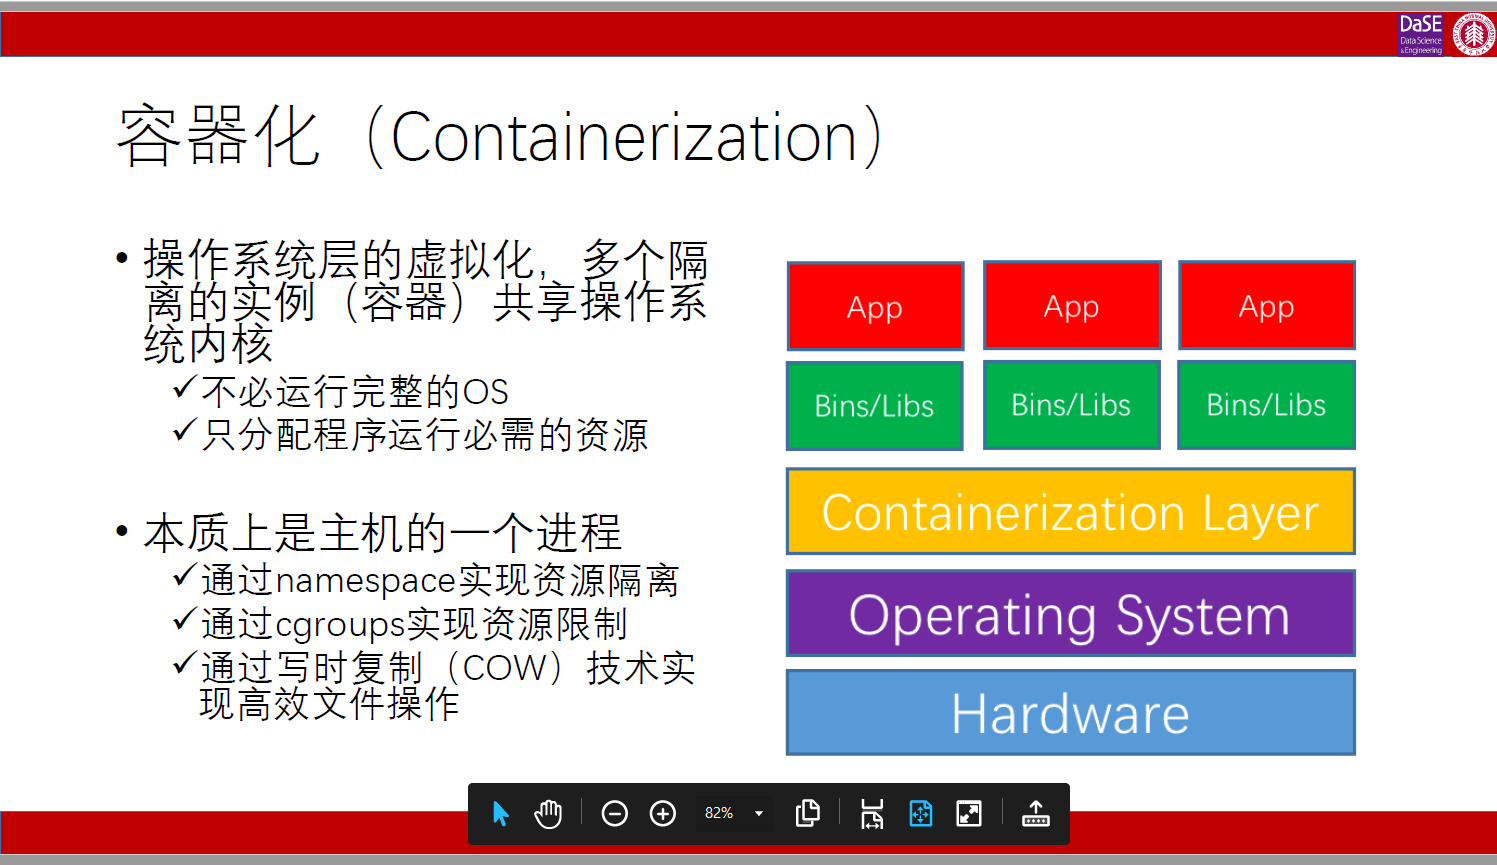 DaSE
Data Science
& Engineering
容器化（Containerization）
• 操作系统层的虚拟化，多个隔
离的实例（容器）共享操作系
统内核
✓不必运行完整的OS
✓只分配程序运行必需的资源
• 本质上是主机的一个进程
✓通过namespace实现资源隔离
✓通过cgroups实现资源限制
✓通过写时复制（COW）技术实
现高效文件操作
App App App
Bins/Libs Bins/Libs Bins/Libs
Containerization Layer
Operating System
Hardware
82%